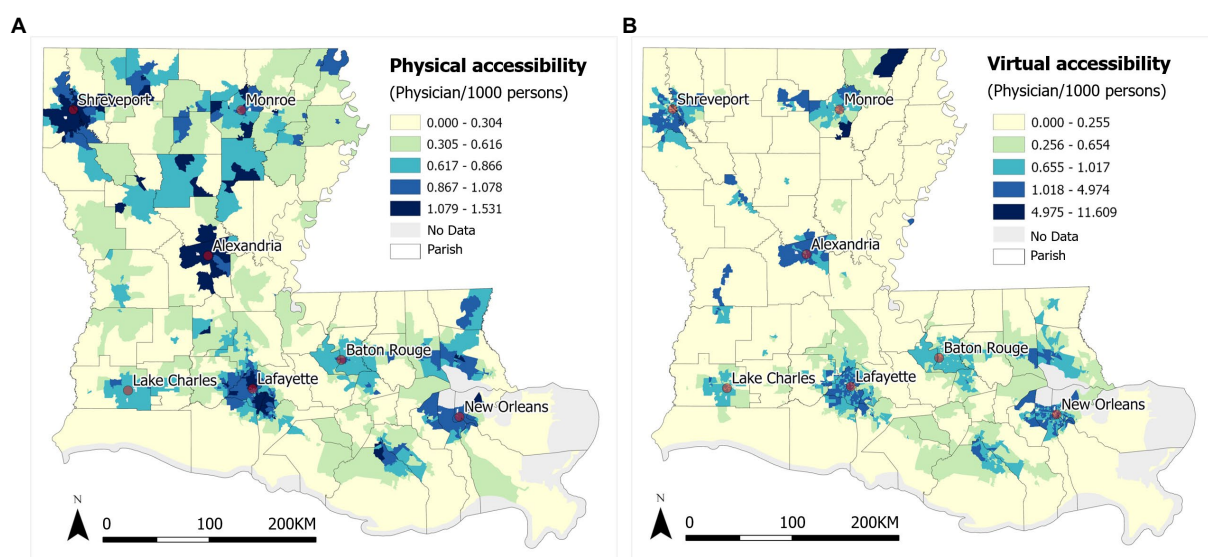 A
Physical accessibility
(Physician/1000 persons)
0.000 - 0.304
0.305 - 0.616
0.617 - 0.866
0.867 - 1.078
1.079 - 1.531
No Data
Parish
Shreveport
Monroe
Alexandria
Baton Rouge
Lake Charles
Lafayette
New Orleans
N
0 100 200KM
B
Virtual accessibility
(Physician/1000 persons)
0.000 - 0.255
0.256 - 0.654
0.655 - 1.017
1.018 - 4.974
4.975 - 11.609
No Data
Parish
Shreveport
Monroe
Alexandria
Baton Rouge
Lake Charles
Lafayette
New Orleans
N
0 100 200KM